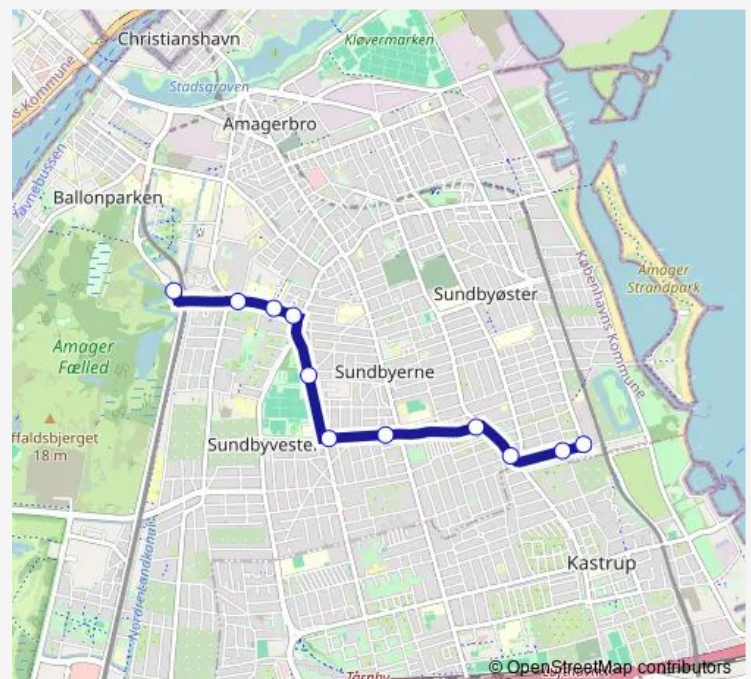 Christianshavn
Kløvermarken
Stadsgraven
Amagerbro
Ballonparken
Københavns Kommune
Amager
Strandpark
Sundbyøster
Amager
Fælled
Sundbyerne
Sundbyveste
ffaldsbjerget
18 m
Kastrup
Tårnby
© OpenStreetMap contributors